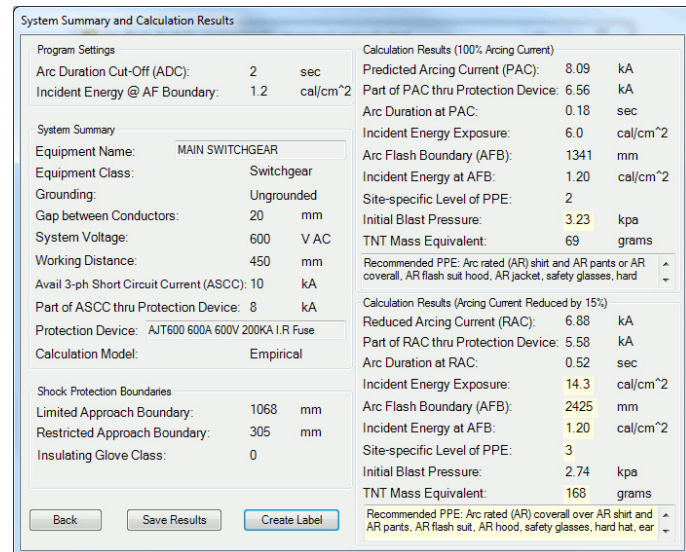 System Summary and Calculation Results
Program Settings
Arc Duration Cut-Off (ADC): 2 sec
Incident Energy @ AF Boundary: 1.2 cal/cm^2
System Summary
Equipment Name: MAIN SWITCHGEAR
Equipment Class: Switchgear
Grounding: Ungrounded
Gap between Conductors: 20 mm
System Voltage: 600 V AC
Working Distance: 450 mm
Avail 3-ph Short Circuit Current (ASCC): 10 kA
Part of ASCC thru Protection Device: 8 kA
Protection Device: AJT600 600A 600V 200KA I.R Fuse
Calculation Model: Empirical
Shock Protection Boundaries
Limited Approach Boundary: 1068 mm
Restricted Approach Boundary: 305 mm
Insulating Glove Class: 0
Back Save Results Create Label
Calculation Results (100% Arcing Current)
Predicted Arcing Current (PAC): 8.09 kA
Part of PAC thru Protection Device: 6.56 kA
Arc Duration at PAC: 0.18 sec
Incident Energy Exposure: 6.0 cal/cm^2
Arc Flash Boundary (AFB): 1341 mm
Incident Energy at AFB: 1.20 cal/cm^2
Site-specific Level of PPE: 2
Initial Blast Pressure: 3.23 kpa
TNT Mass Equivalent: 69 grams
Recommended PPE: Arc rated (AR) shirt and AR pants or AR
coverall, AR flash suit hood, AR jacket, safety glasses, hard
Calculation Results (Arcing Current Reduced by 15%)
Reduced Arcing Current (RAC): 6.88 kA
Part of RAC thru Protection Device: 5.58 kA
Arc Duration at RAC: 0.52 sec
Incident Energy Exposure: 14.3 cal/cm^2
Arc Flash Boundary (AFB): 2425 mm
Incident Energy at AFB: 1.20 cal/cm^2
Site-specific Level of PPE: 3
Initial Blast Pressure: 2.74 kpa
TNT Mass Equivalent: 168 grams
Recommended PPE: Arc rated (AR) coverall over AR shirt and
AR pants, AR flash suit, AR hood, safety glasses, hard hat, ear